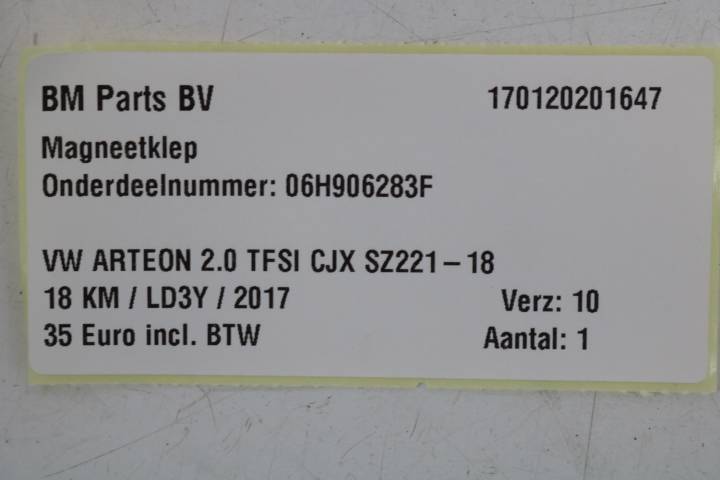 BM Parts BV 170120201647
Magneetklep
Onderdeelnummer: 06H906283F
VW ARTEON 2.0 TFSI CJX SZ221-18
18 KM / LD3Y / 2017 Verz: 10
35 Euro incl. BTW Aantal: 1